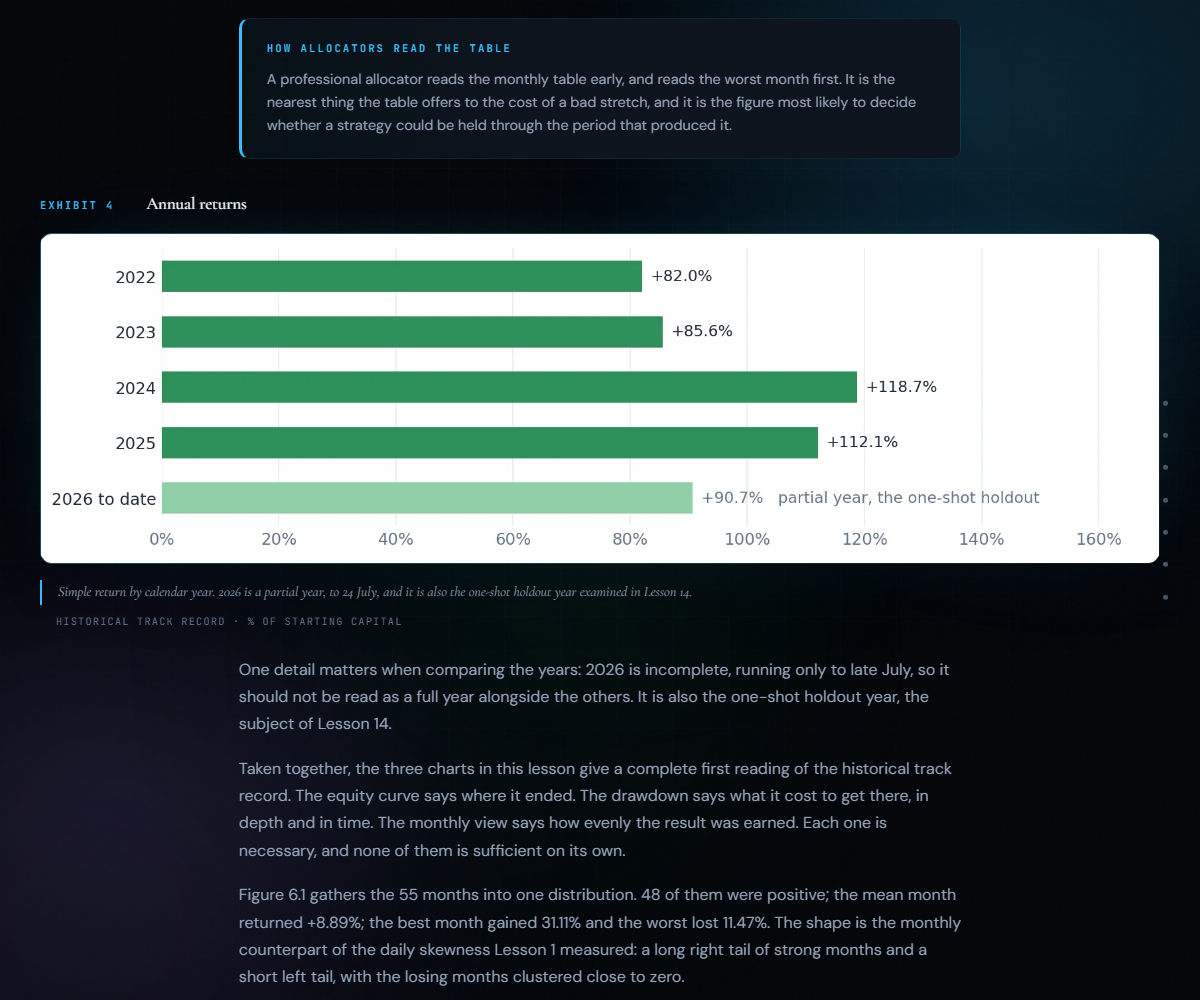 HOW ALLOCATORS READ THE TABLE
A professional allocator reads the monthly table early, and reads the worst month first. It is the
nearest thing the table offers to the cost of a bad stretch, and it is the figure most likely to decide
whether a strategy could be held through the period that produced it.
EXHIBIT 4 Annual returns
2022 +82.0%
2023 +85.6%
2024 +118.7%
2025 +112.1%
2026 to date +90.7% partial year, the one-shot holdout
0% 20% 40% 60% 80% 100% 120% 140% 160%
Simple return by calendar year. 2026 is a partial year, to 24 July, and it is also the one-shot holdout year examined in Lesson 14.
HISTORICAL TRACK RECORD · % OF STARTING CAPITAL
One detail matters when comparing the years: 2026 is incomplete, running only to late July, so it
should not be read as a full year alongside the others. It is also the one-shot holdout year, the
subject of Lesson 14.
Taken together, the three charts in this lesson give a complete first reading of the historical track
record. The equity curve says where it ended. The drawdown says what it cost to get there, in
depth and in time. The monthly view says how evenly the result was earned. Each one is
necessary, and none of them is sufficient on its own.
Figure 6.1 gathers the 55 months into one distribution. 48 of them were positive; the mean month
returned +8.89%; the best month gained 31.11% and the worst lost 11.47%. The shape is the monthly
counterpart of the daily skewness Lesson 1 measured: a long right tail of strong months and a
short left tail, with the losing months clustered close to zero.